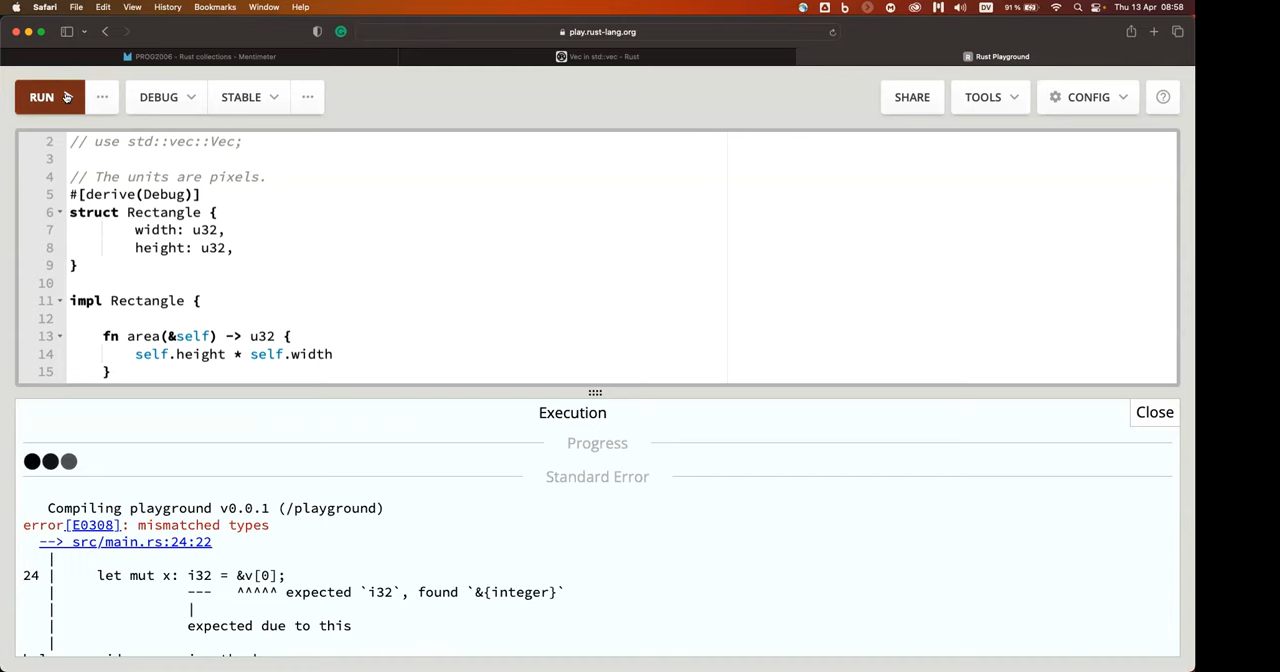 Safari File Edit View History Bookmarks Window Help DV 91 % Thu 13 Apr 08:58
play.rust-lang.org
PROG2006 - Rust collections - Mentimeter Vec in std::vec - Rust Rust Playground
RUN ··· DEBUG STABLE ··· SHARE TOOLS CONFIG ?
2 // use std::vec::Vec;
3
4 // The units are pixels.
5 #[derive(Debug)]
6 struct Rectangle {
7 width: u32,
8 height: u32,
9 }
10
11 impl Rectangle {
12
13 fn area(&self) -> u32 {
14 self.height * self.width
15 }
Execution
Close
Progress
Standard Error
Compiling playground v0.0.1 (/playground)
error[E0308]: mismatched types
--> src/main.rs:24:22
|
24 | let mut x: i32 = &v[0];
| --- ^^^^^ expected `i32`, found `&{integer}`
| |
| expected due to this
|